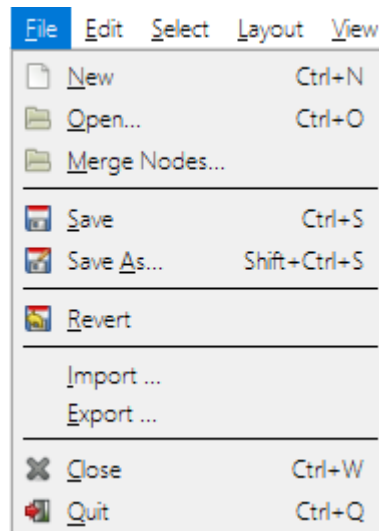 File Edit Select Layout View
New Ctrl+N
Open... Ctrl+O
Merge Nodes...
Save Ctrl+S
Save As... Shift+Ctrl+S
Revert
Import ...
Export ...
Close Ctrl+W
Quit Ctrl+Q